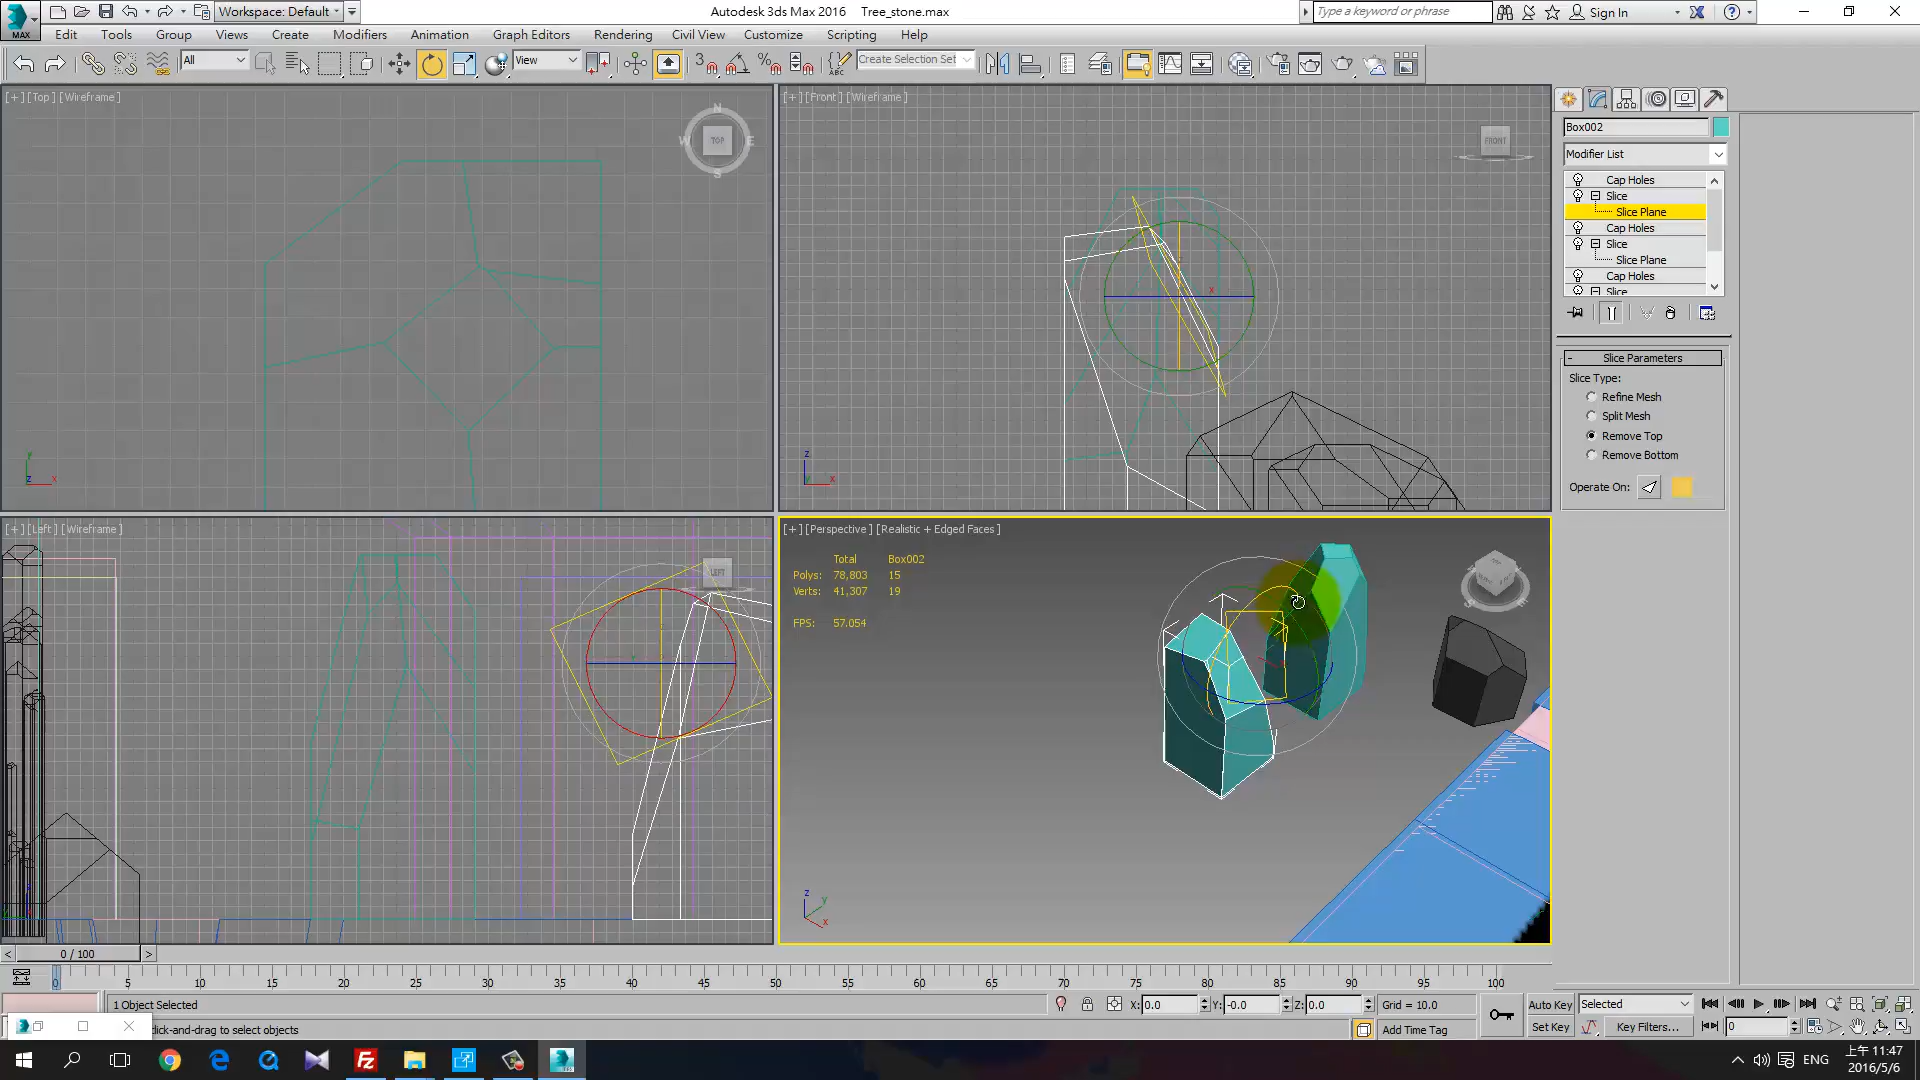 Workspace: Default
Autodesk 3ds Max 2016 Tree_stone.max
Type a keyword or phrase
Sign In
MAX
Edit Tools Group Views Create Modifiers Animation Graph Editors Rendering Civil View Customize Scripting Help
All
View
3
ABC
Create Selection Set
[+] [Top] [Wireframe]
N
W TOP E
S
y
z x
[+] [Front] [Wireframe]
FRONT
x
z
y x
Box002
Modifier List
Cap Holes
Slice
Slice Plane
Cap Holes
Slice
Slice Plane
Cap Holes
Slice
Slice Parameters
Slice Type:
Refine Mesh
Split Mesh
Remove Top
Remove Bottom
Operate On:
[+] [Left] [Wireframe]
LEFT
[+] [Perspective] [Realistic + Edged Faces]
Total Box002
Polys: 78,803 15
Verts: 41,307 19
FPS: 57.054
z
y
x
< 0 / 100 >
0 5 10 15 20 25 30 35 40 45 50 55 60 65 70 75 80 85 90 95 100
1 Object Selected
X: 0.0 Y: -0.0 Z: 0.0 Grid = 10.0
Auto Key Selected
click-and-drag to select objects
Add Time Tag
Set Key Key Filters... 0
ENG
上午 11:47
2016/5/6